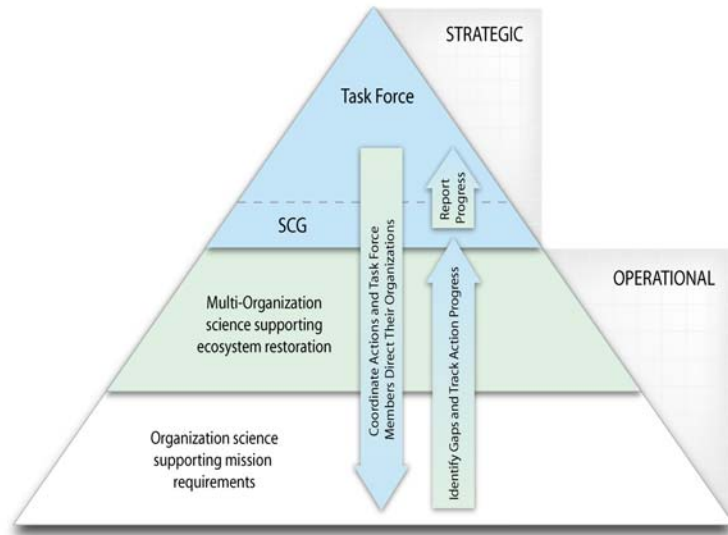 STRATEGIC
Task Force
Report
Progress
SCG
Coordinate Actions and Task Force
Members Direct Their Organizations
Identify Gaps and Track Action Progress
OPERATIONAL
Multi-Organization
science supporting
ecosystem restoration
Organization science
supporting mission
requirements